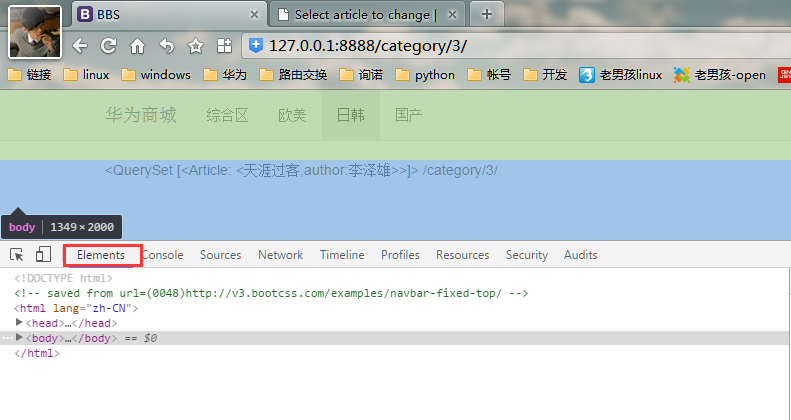 BBS
Select article to change |
127.0.0.1:8888/category/3/
链接 linux windows 华为 路由交换 询诺 python 帐号 开发 老男孩linux 老男孩-open
华为商城 综合区 欧美 日韩 国产
<QuerySet [<Article: <天涯过客,author:李泽雄>>]> /category/3/
body 1349 × 2000
Elements Console Sources Network Timeline Profiles Resources Security Audits
<!DOCTYPE html>
<!-- saved from url=(0048)http://v3.bootcss.com/examples/navbar-fixed-top/ -->
<html lang="zh-CN">
<head>…</head>
<body>…</body> == $0
</html>